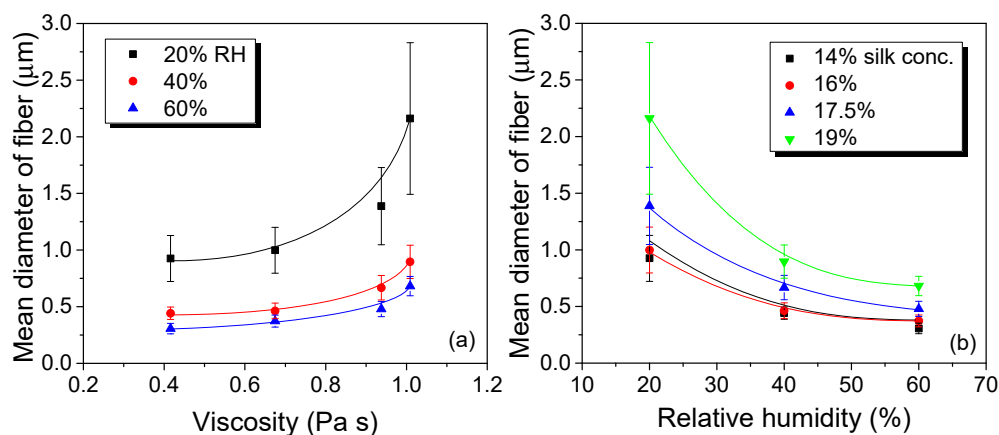 3.0
2.5
2.0
1.5
1.0
0.5
0.0
Mean diameter of fiber (μm)
20% RH
40%
60%
(a)
0.2 0.4 0.6 0.8 1.0 1.2
Viscosity (Pa s)
3.0
2.5
2.0
1.5
1.0
0.5
0.0
Mean diameter of fiber (μm)
14% silk conc.
16%
17.5%
19%
(b)
10 20 30 40 50 60 70
Relative humidity (%)